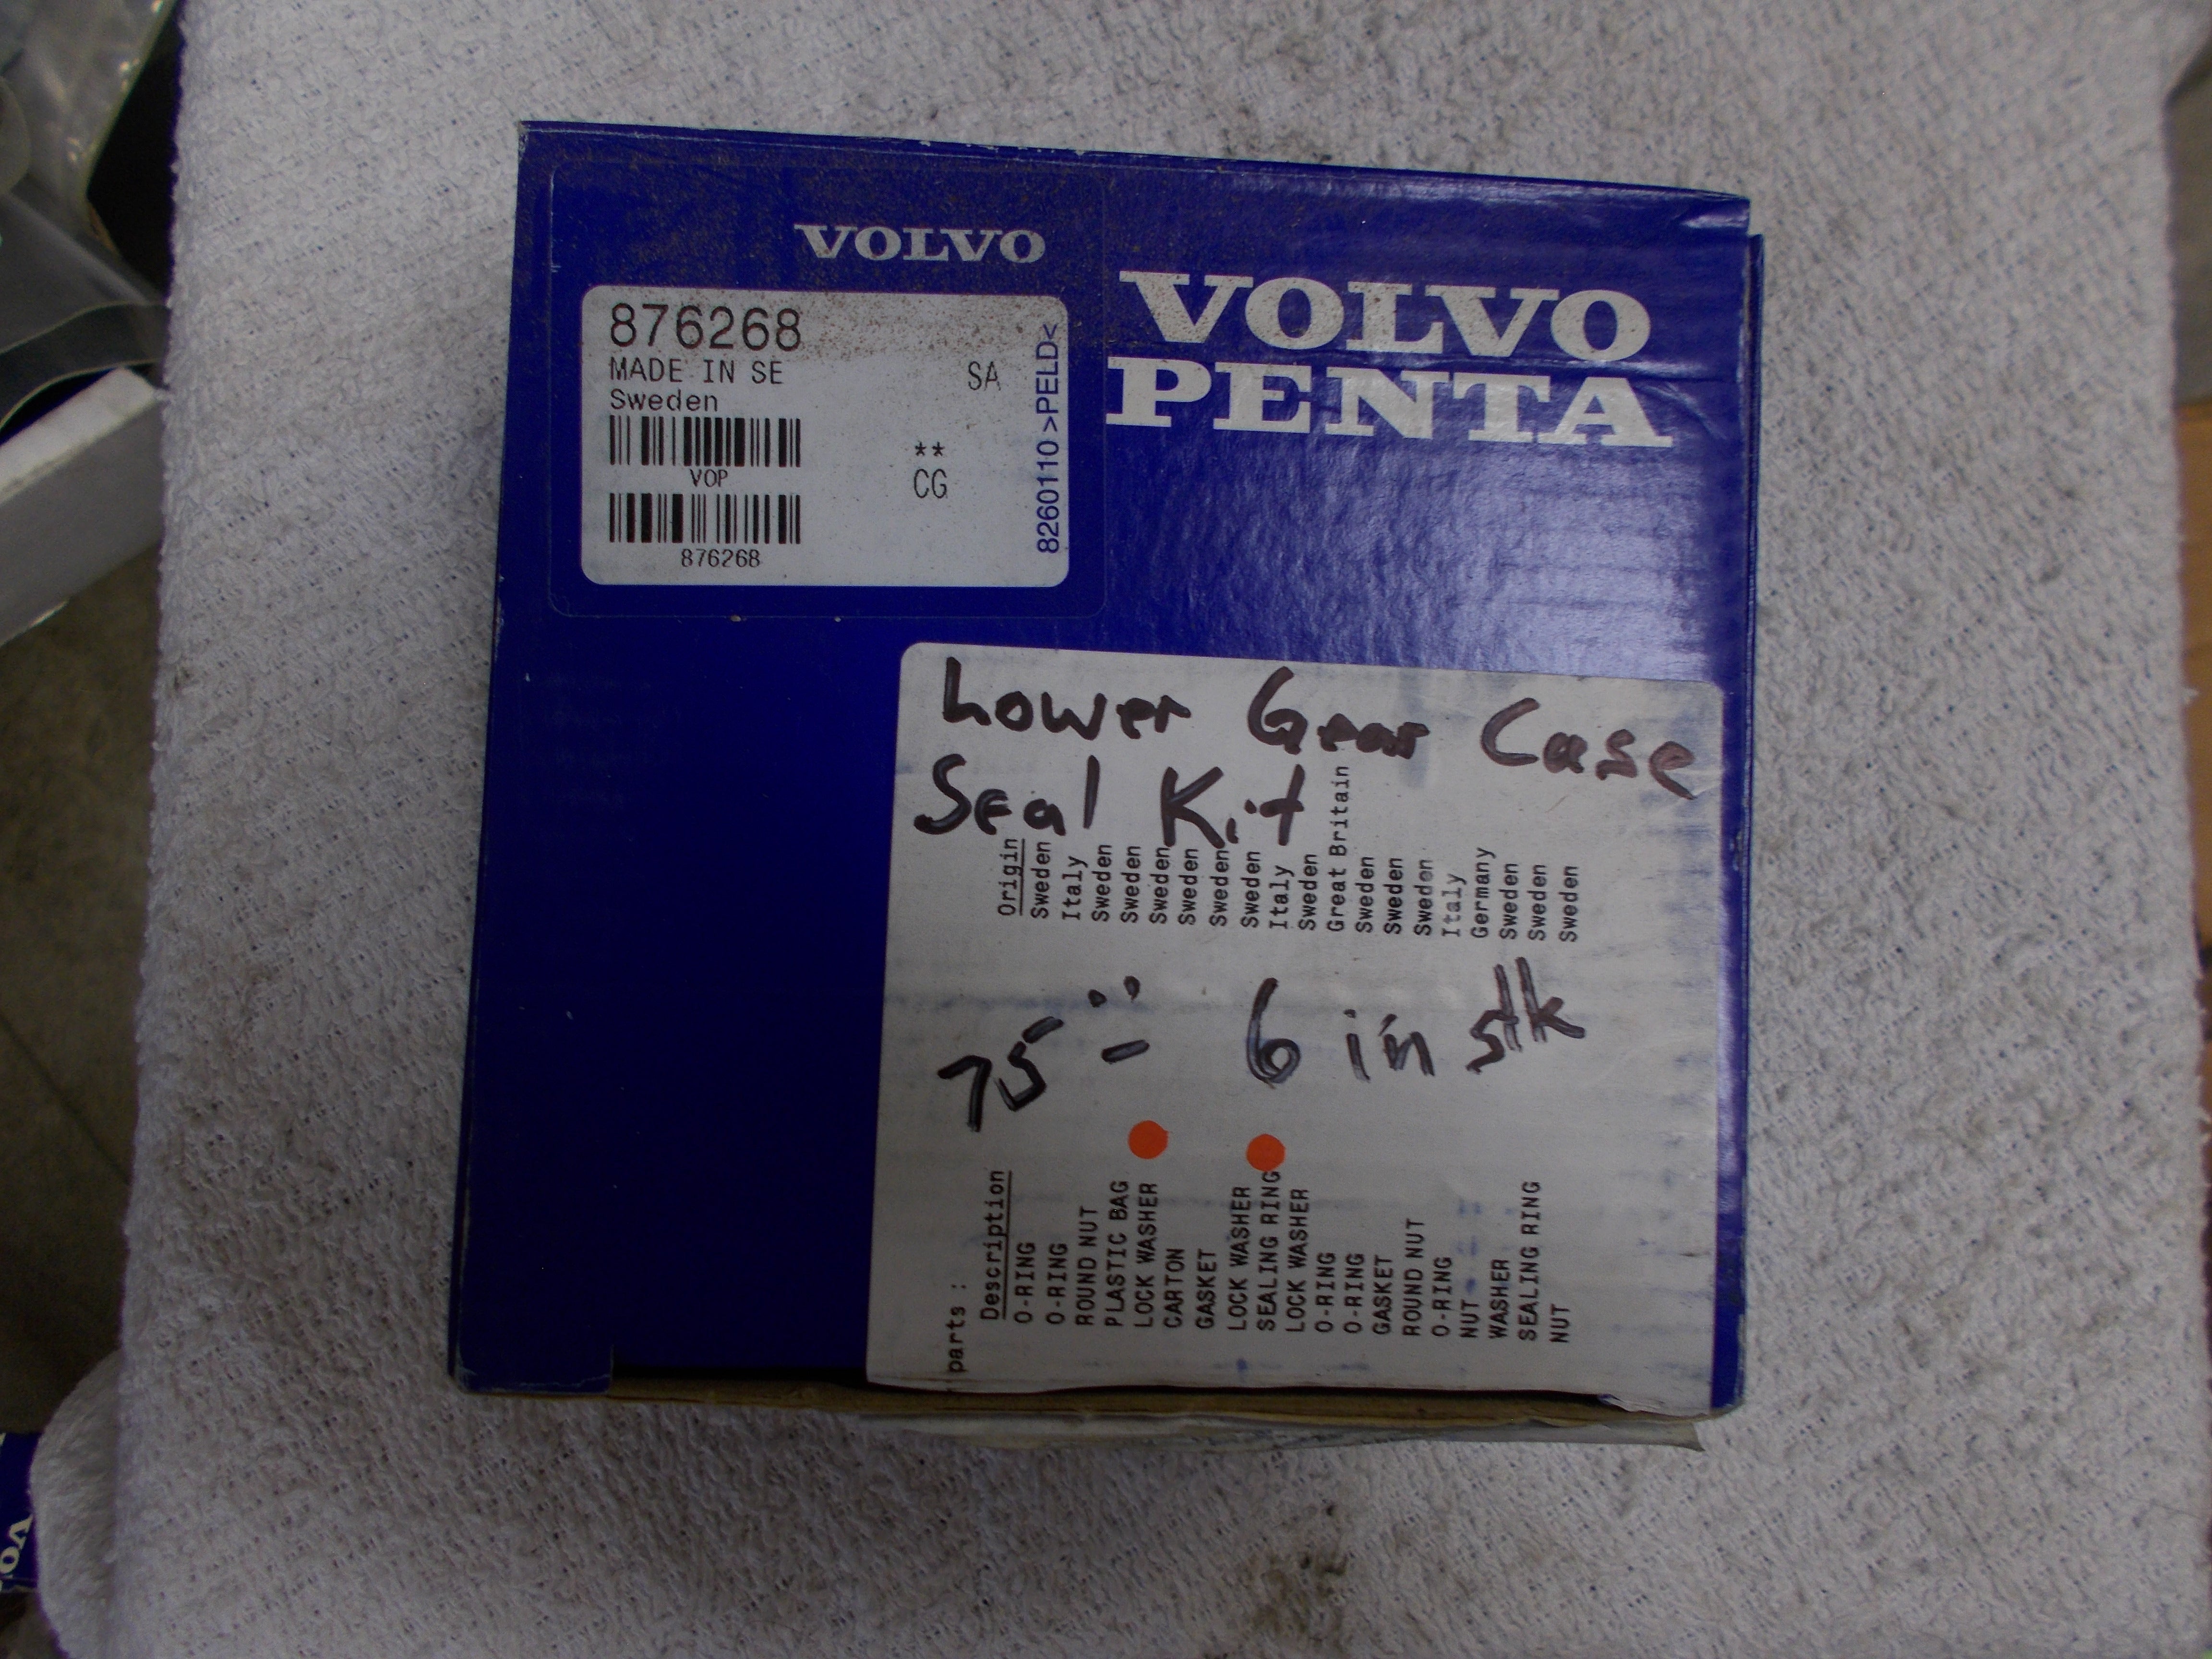 VOLVO
876268
MADE IN SE SA
Sweden
**
VOP CG
876268
8260110 >PELD<
VOLVO
PENTA
Lower Gear Case
Seal Kit
75 6 in stk
parts:
Description Origin
O-RING Sweden
O-RING Italy
ROUND NUT Sweden
PLASTIC BAG Sweden
LOCK WASHER Sweden
CARTON Sweden
GASKET Sweden
LOCK WASHER Sweden
SEALING RING Italy
LOCK WASHER Sweden
O-RING Great Britain
O-RING Sweden
GASKET Sweden
ROUND NUT Sweden
O-RING Italy
NUT Germany
WASHER Sweden
SEALING RING Sweden
NUT Sweden